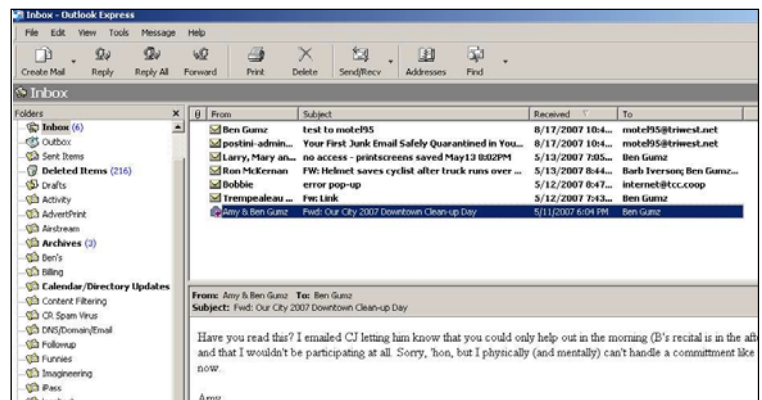 Inbox - Outlook Express
File Edit View Tools Message Help
Create Mail Reply Reply All Forward Print Delete Send/Recv Addresses Find
Inbox
Folders x
From Subject Received To
Inbox (6)
Outbox
Sent Items
Deleted Items (216)
Drafts
Activity
AdvertPrint
Airstream
Archives (2)
Ben's
Billing
Calendar/Directory Updates
Content Filtering
CR Spam Virus
DNS/Domain/Email
Followup
Funnies
Imagineering
iPass
Ben Gumz test to motel95 8/17/2007 10:4... motel95@triwest.net
postini-admin... Your First Junk Email Safely Quarantined in You... 8/17/2007 10:4... motel95@triwest.net
Larry, Mary an... no access - printscreens saved May13 8:02PM 5/13/2007 7:05... Ben Gumz
Ron McKernan FW: Helmet saves cyclist after truck runs over ... 5/13/2007 8:44... Barb Iverson; Ben Gumz...
Bobbie error pop-up 5/12/2007 8:47... internet@tcc.coop
Trempealeau ... Fw: Link 5/12/2007 7:43... Ben Gumz
Amy & Ben Gumz Fwd: Our City 2007 Downtown Clean-up Day 5/11/2007 6:04 PM Ben Gumz
From: Amy & Ben Gumz To: Ben Gumz
Subject: Fwd: Our City 2007 Downtown Clean-up Day
Have you read this? I emailed CJ letting him know that you could only help out in the morning (B's recital is in the aft
and that I wouldn't be participating at all. Sorry, 'hon, but I physically (and mentally) can't handle a committment like
now.
Amy